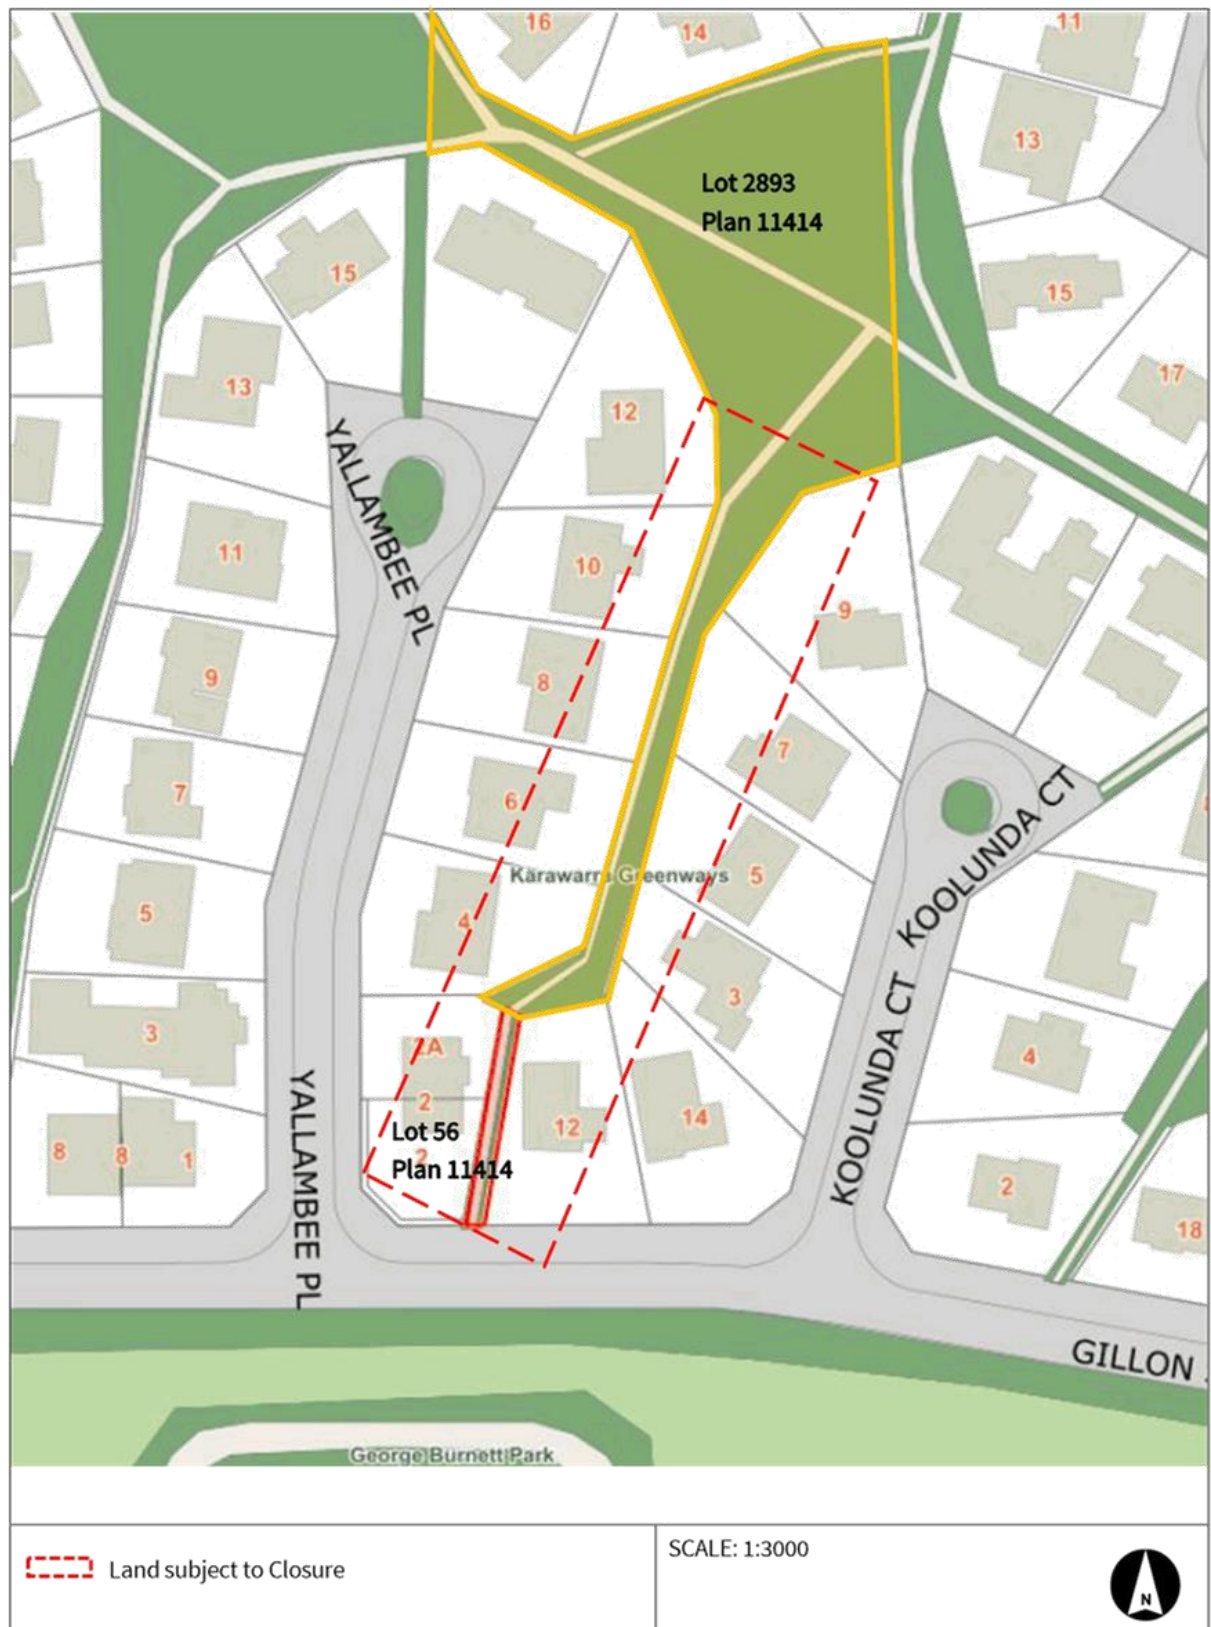 16
14
11
13
Lot 2893
Plan 11414
15
15
13
17
12
YALLAMBEE PL
11
10
9
9
8
7
7
6
KOOLUNDA CT
Karawarra Greenways
5
5
4
3
KOOLUNDA CT
3
2A
4
YALLAMBEE PL
2
14
12
Lot 56
8
8
1
2
Plan 11414
2
18
GILLON
George Burnett Park
Land subject to Closure
SCALE: 1:3000
N